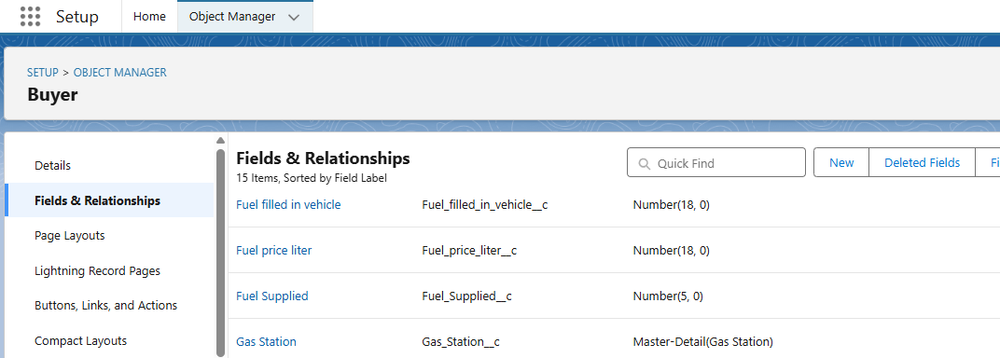 Setup Home Object Manager
SETUP > OBJECT MANAGER
Buyer
Details
Fields & Relationships
Page Layouts
Lightning Record Pages
Buttons, Links, and Actions
Compact Layouts
Fields & Relationships
15 Items, Sorted by Field Label
Quick Find New Deleted Fields Fi
Fuel filled in vehicle Fuel_filled_in_vehicle__c Number(18, 0)
Fuel price liter Fuel_price_liter__c Number(18, 0)
Fuel Supplied Fuel_Supplied__c Number(5, 0)
Gas Station Gas_Station__c Master-Detail(Gas Station)